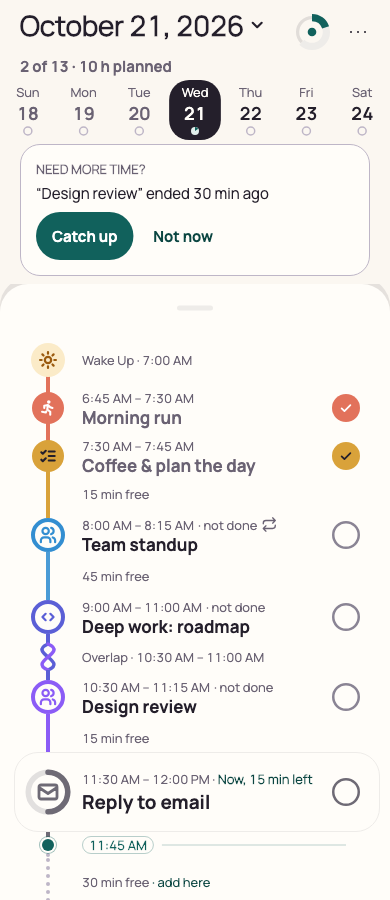 October 21, 2026
2 of 13 · 10 h planned
Sun Mon Tue Wed Thu Fri Sat
18 19 20 21 22 23 24
NEED MORE TIME?
“Design review” ended 30 min ago
Catch up Not now
Wake Up · 7:00 AM
6:45 AM – 7:30 AM
Morning run
7:30 AM – 7:45 AM
Coffee & plan the day
15 min free
8:00 AM – 8:15 AM · not done
Team standup
45 min free
9:00 AM – 11:00 AM · not done
Deep work: roadmap
Overlap · 10:30 AM – 11:00 AM
10:30 AM – 11:15 AM · not done
Design review
15 min free
11:30 AM – 12:00 PM · Now, 15 min left
Reply to email
11:45 AM
30 min free · add here